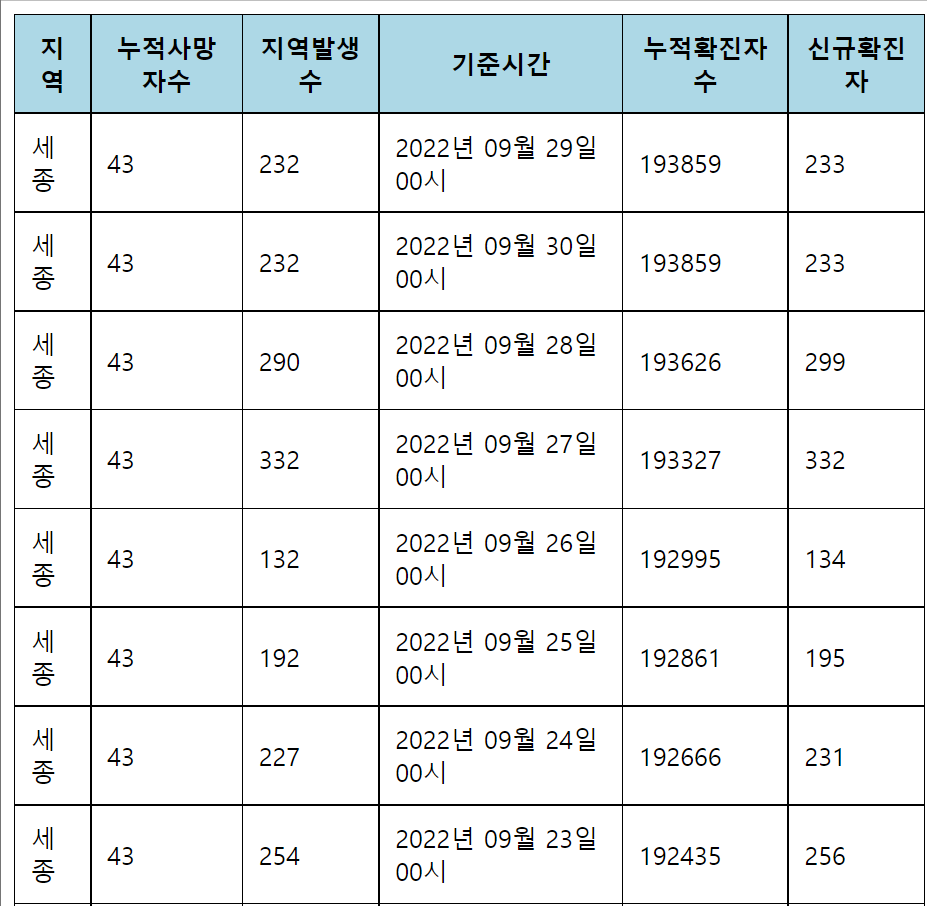 지역 누적사망자수 지역발생수 기준시간 누적확진자수 신규확진자
세종 43 232 2022년 09월 29일 00시 193859 233
세종 43 232 2022년 09월 30일 00시 193859 233
세종 43 290 2022년 09월 28일 00시 193626 299
세종 43 332 2022년 09월 27일 00시 193327 332
세종 43 132 2022년 09월 26일 00시 192995 134
세종 43 192 2022년 09월 25일 00시 192861 195
세종 43 227 2022년 09월 24일 00시 192666 231
세종 43 254 2022년 09월 23일 00시 192435 256